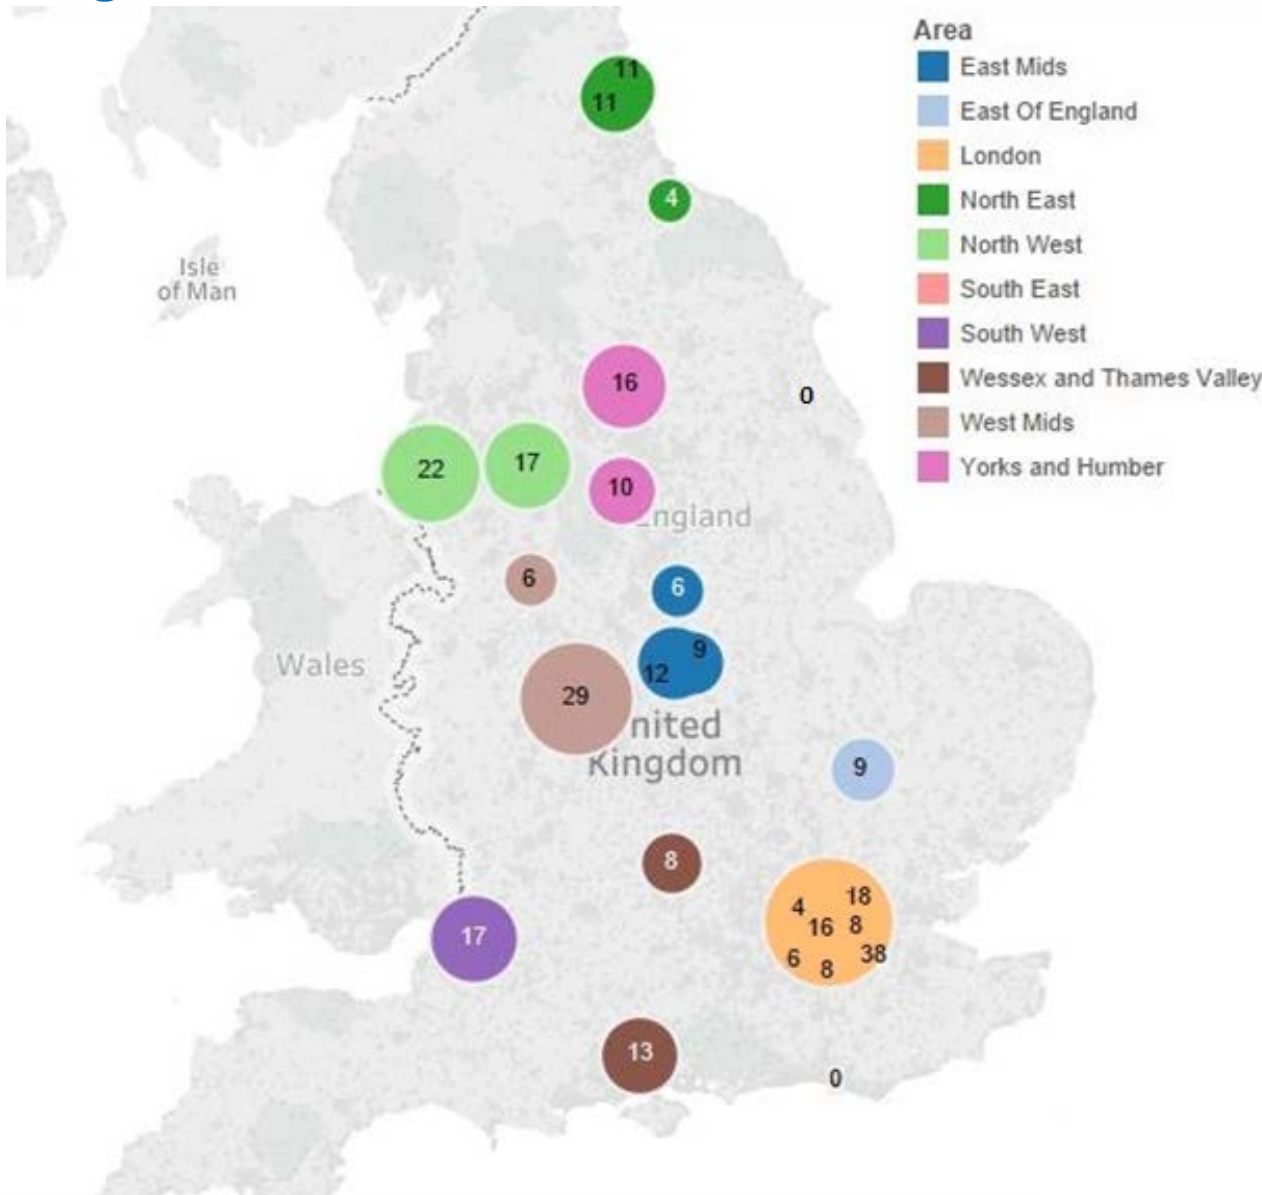 Area
East Mids
East Of England
London
North East
North West
South East
South West
Wessex and Thames Valley
West Mids
Yorks and Humber
11
11
4
Isle
of Man
16
0
22
17
10
England
6
6
Wales
9
12
29
United
Kingdom
9
8
4
18
16
8
6
38
8
17
13
0